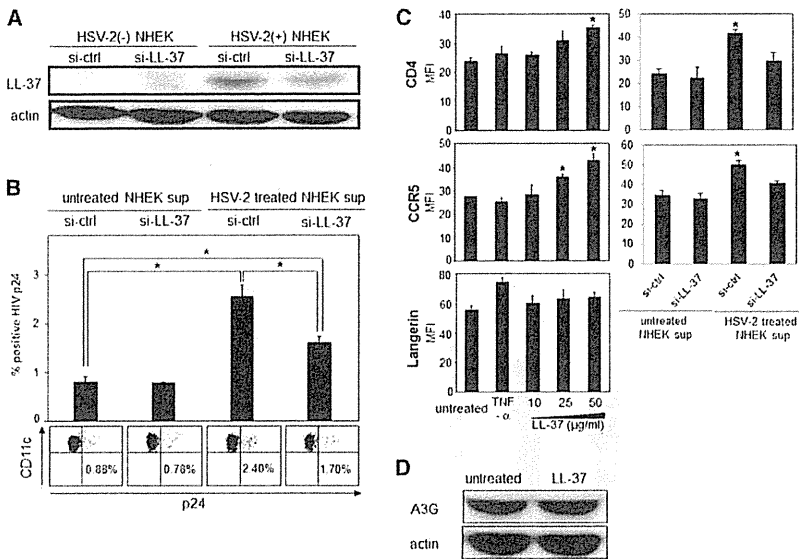 A
HSV-2(-) NHEK HSV-2(+) NHEK
si-ctrl si-LL-37 si-ctrl si-LL-37
LL-37
actin
B
untreated NHEK sup HSV-2 treated NHEK sup
si-ctrl si-LL-37 si-ctrl si-LL-37
% positive HIV p24
3
2
1
0
* * *
CD11c
0.88% 0.78% 2.40% 1.70%
p24
C
CD4
MFI
40
30
20
10
0
*
50
40
30
20
10
0
*
CCR5
MFI
50
40
30
20
10
0
* *
60
50
40
30
20
10
0
*
si-ctrl si-LL-37 si-ctrl si-LL-37
untreated NHEK sup
HSV-2 treated NHEK sup
Langerin
MFI
80
60
40
20
0
untreated TNF-α 10 25 50
LL-37 (µg/ml)
D
untreated LL-37
A3G
actin